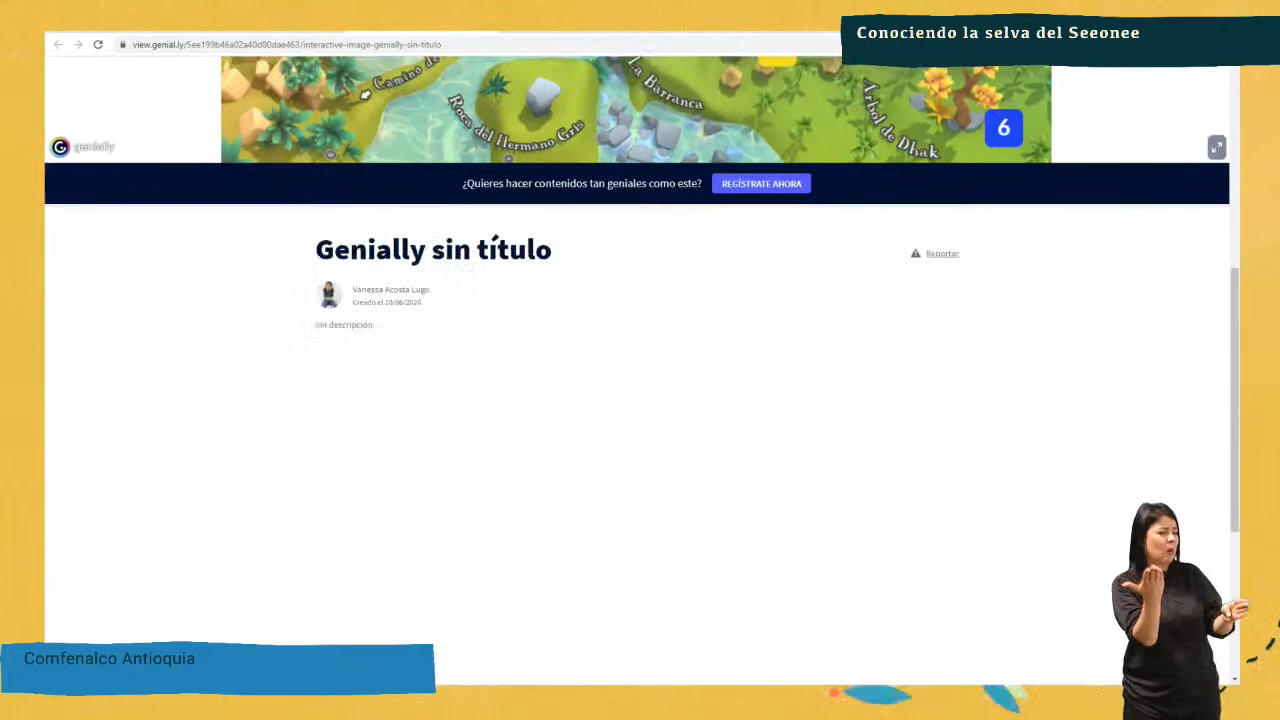 Conociendo la selva del Seeonee
view.genial.ly/5ee199b46a02a40d80dae463/interactive-image-genially-sin-titulo
Camino de
Roca del Hermano Gris
La Barranca
Árbol de Dhak
6
genially
¿Quieres hacer contenidos tan geniales como este? REGÍSTRATE AHORA
Genially sin título
Reportar
Vanessa Acosta Lugo
Creado el 10/06/2020
Sin descripción
Comfenalco Antioquia